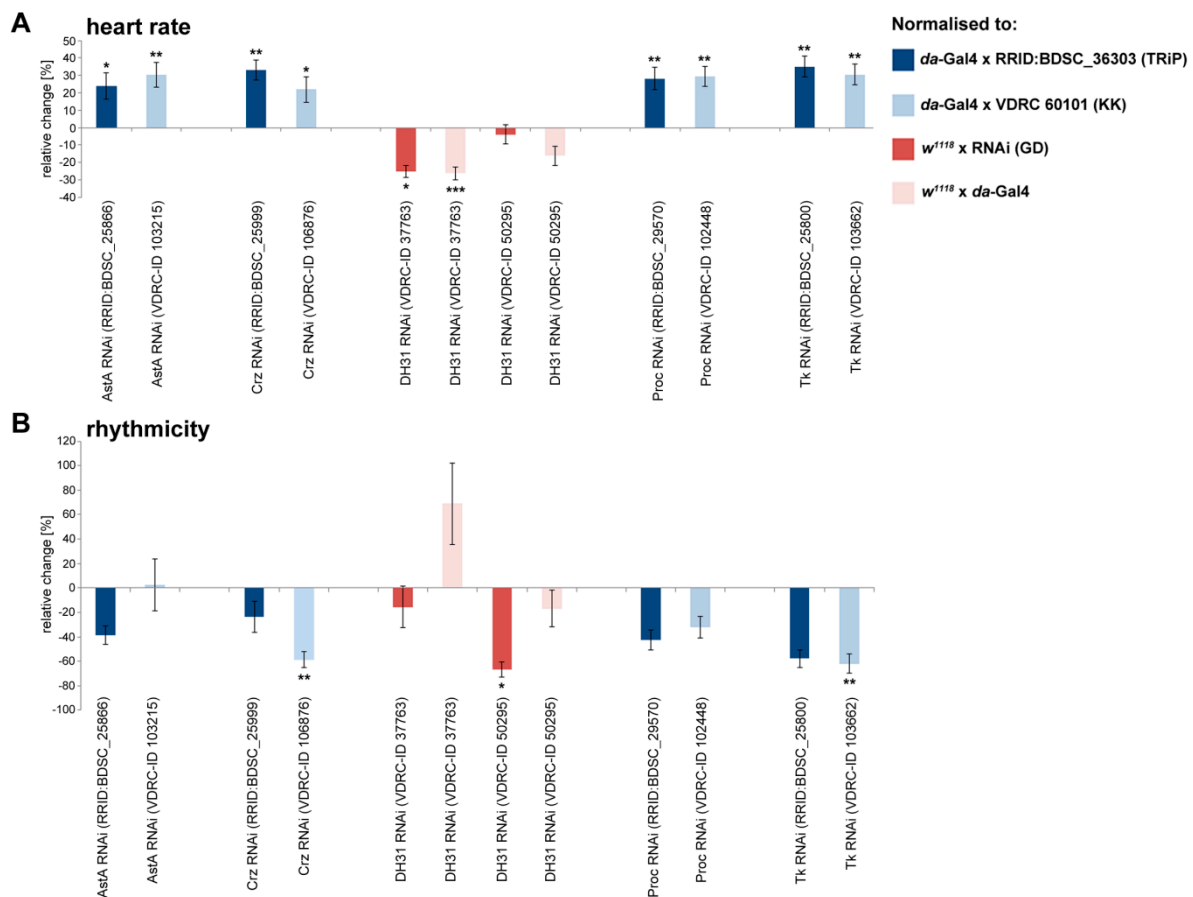 A
heart rate
Normalised to:
da-Gal4 x RRID:BDSC_36303 (TRiP)
da-Gal4 x VDRC 60101 (KK)
w1118 x RNAi (GD)
w1118 x da-Gal4
relative change [%]
50
40
30
20
10
0
-10
-20
-30
-40
* ** ** * * *** ** ** ** **
AstA RNAi (RRID:BDSC_25866)
AstA RNAi (VDRC-ID 103215)
Crz RNAi (RRID:BDSC_25999)
Crz RNAi (VDRC-ID 106876)
DH31 RNAi (VDRC-ID 37763)
DH31 RNAi (VDRC-ID 37763)
DH31 RNAi (VDRC-ID 50295)
DH31 RNAi (VDRC-ID 50295)
Proc RNAi (RRID:BDSC_29570)
Proc RNAi (VDRC-ID 102448)
Tk RNAi (RRID:BDSC_25800)
Tk RNAi (VDRC-ID 103662)
B
rhythmicity
relative change [%]
120
100
80
60
40
20
0
-20
-40
-60
-80
-100
** * **
AstA RNAi (RRID:BDSC_25866)
AstA RNAi (VDRC-ID 103215)
Crz RNAi (RRID:BDSC_25999)
Crz RNAi (VDRC-ID 106876)
DH31 RNAi (VDRC-ID 37763)
DH31 RNAi (VDRC-ID 37763)
DH31 RNAi (VDRC-ID 50295)
DH31 RNAi (VDRC-ID 50295)
Proc RNAi (RRID:BDSC_29570)
Proc RNAi (VDRC-ID 102448)
Tk RNAi (RRID:BDSC_25800)
Tk RNAi (VDRC-ID 103662)